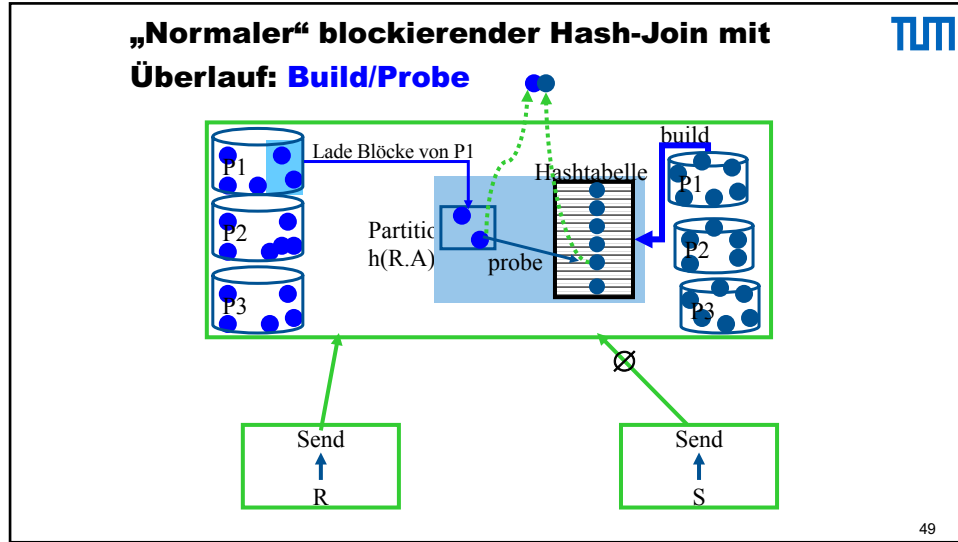 „Normaler“ blockierender Hash-Join mit
Überlauf: Build/Probe
TUM
build
Lade Blöcke von P1
Hashtabelle
P1
P1
Partitio
h(R.A)
probe
P2
P2
P3
P3
Send
R
Send
S
49